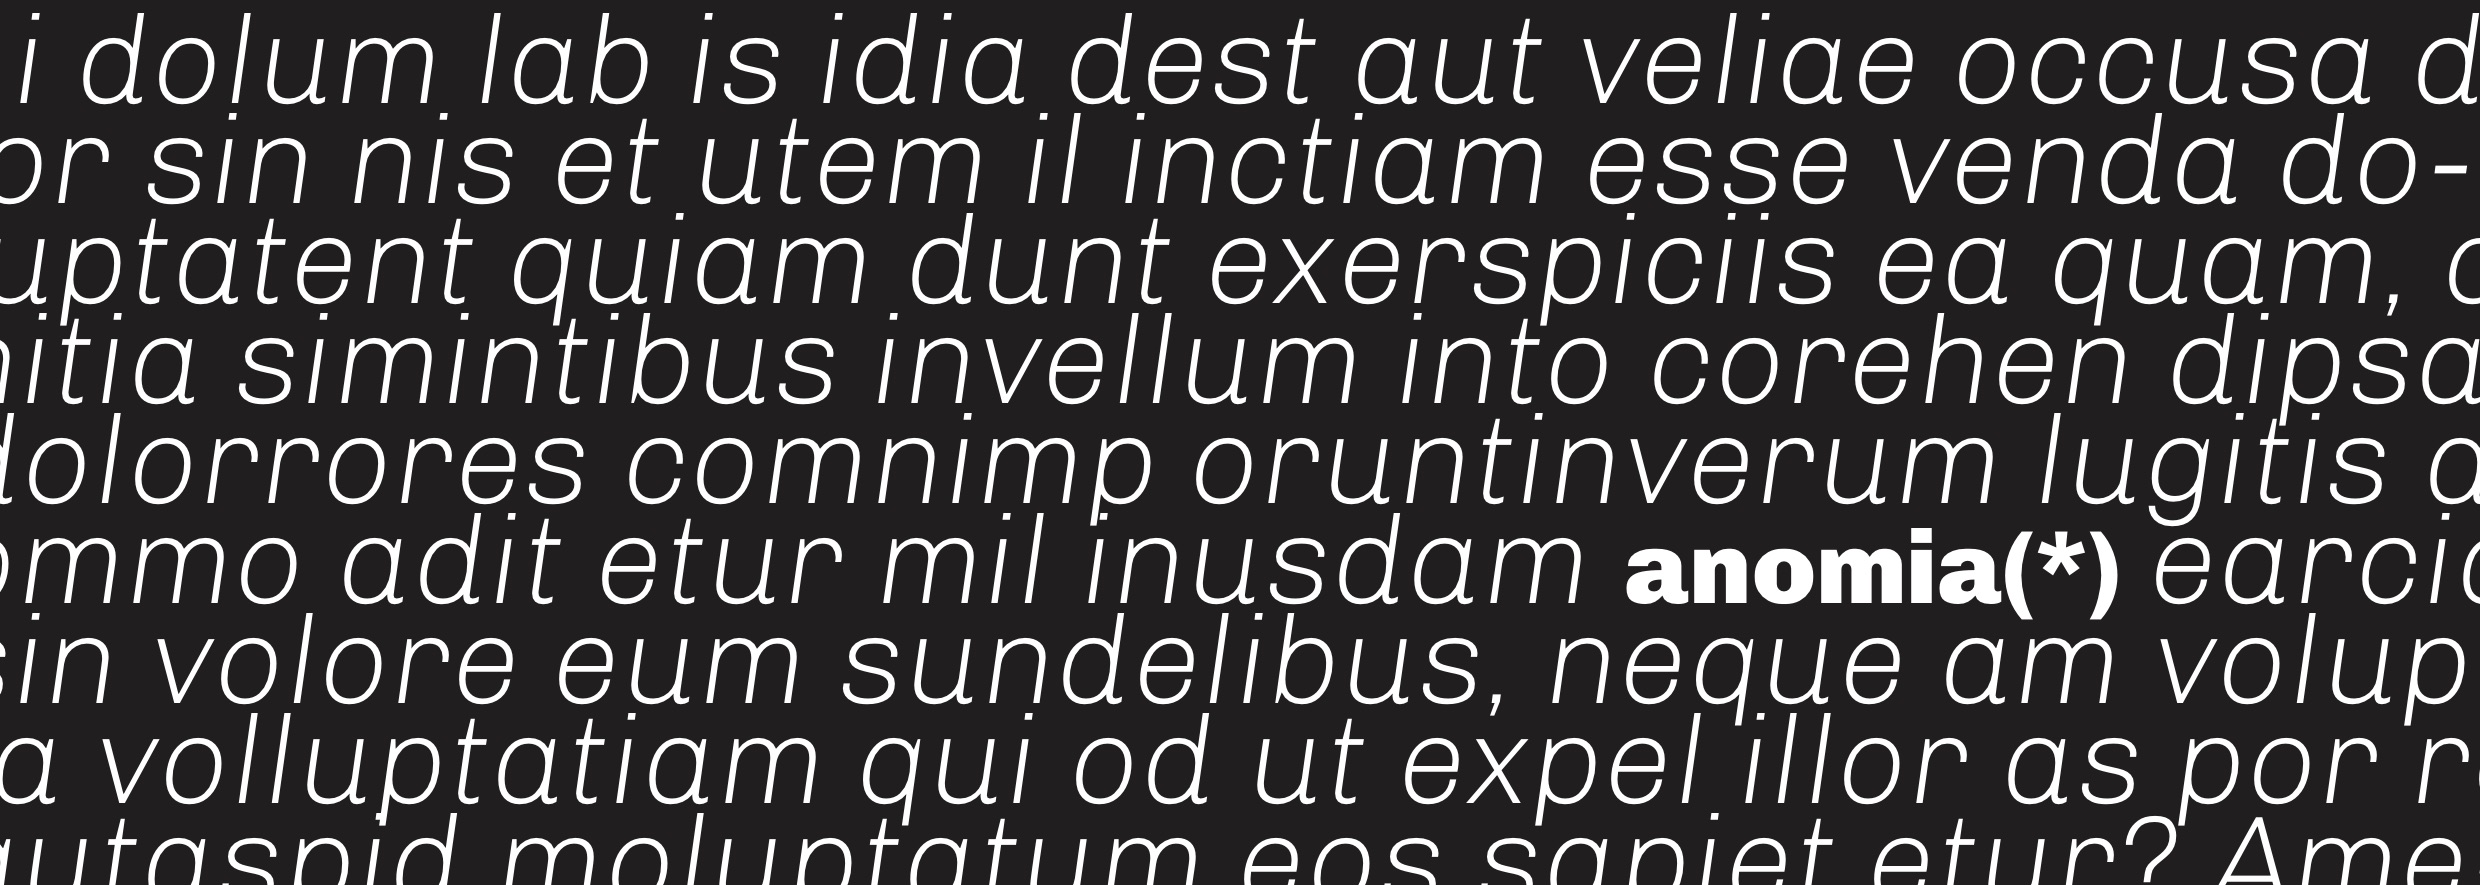 i dolum lab is idia dest aut veliae occusa d
or sin nis et utem il inctiam esse venda do-
uptatent quiam dunt exerspiciis ea quam,
nitia simintibus invellum into corehen dipsa
dolorrores comnimp oruntinverum lugitis a
ommo adit etur mil inusdam anomia(*) earcia
sin volore eum sundelibus, neque am volup
a volluptatiam qui od ut expel illor as por r
autaspid moluptatum eos sapiet etur? Ame